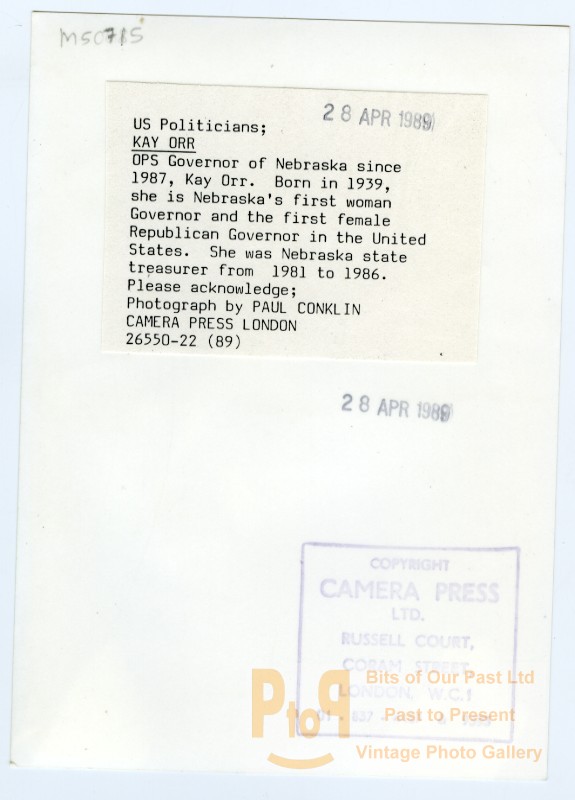 M50715
28 APR 1989
US Politicians;
KAY ORR
OPS Governor of Nebraska since
1987, Kay Orr. Born in 1939,
she is Nebraska's first woman
Governor and the first female
Republican Governor in the United
States. She was Nebraska state
treasurer from 1981 to 1986.
Please acknowledge;
Photograph by PAUL CONKLIN
CAMERA PRESS LONDON
26550-22 (89)
28 APR 1989
COPYRIGHT
CAMERA PRESS
LTD.
RUSSELL COURT,
CORAM STREET,
LONDON, W.C.1
01 - 837
PtoP
Bits of Our Past Ltd
Past to Present
Vintage Photo Gallery